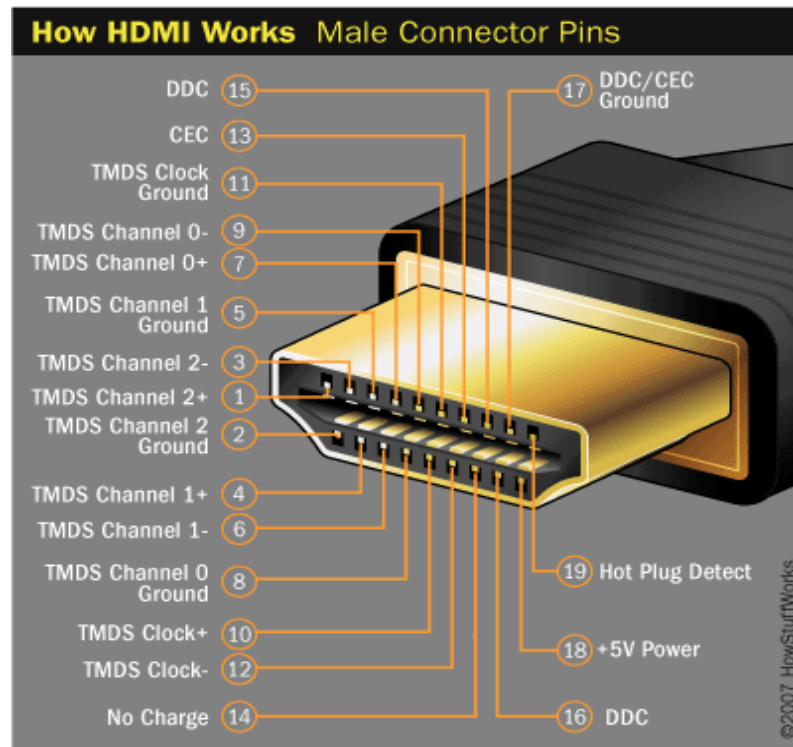 How HDMI Works Male Connector Pins
DDC 15
17 DDC/CEC
Ground
CEC 13
TMDS Clock
Ground 11
TMDS Channel 0- 9
TMDS Channel 0+ 7
TMDS Channel 1
Ground 5
TMDS Channel 2- 3
TMDS Channel 2+ 1
TMDS Channel 2
Ground 2
TMDS Channel 1+ 4
TMDS Channel 1- 6
TMDS Channel 0
Ground 8
19 Hot Plug Detect
TMDS Clock+ 10
18 +5V Power
TMDS Clock- 12
No Charge 14
16 DDC
©2007 HowStuffWorks